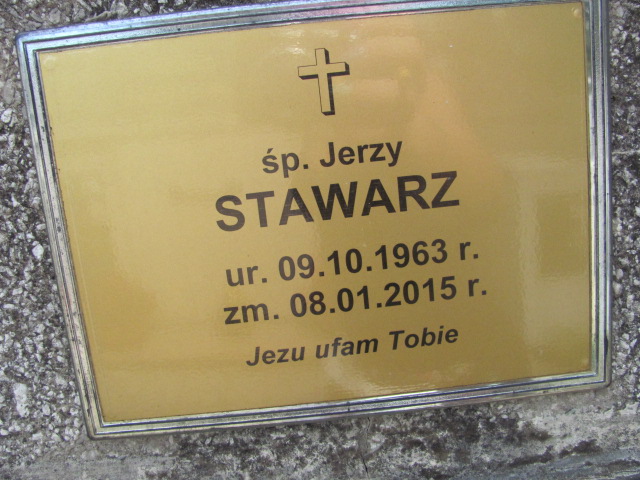 śp. Jerzy
STAWARZ
ur. 09.10.1963 r.
zm. 08.01.2015 r.
Jezu ufam Tobie